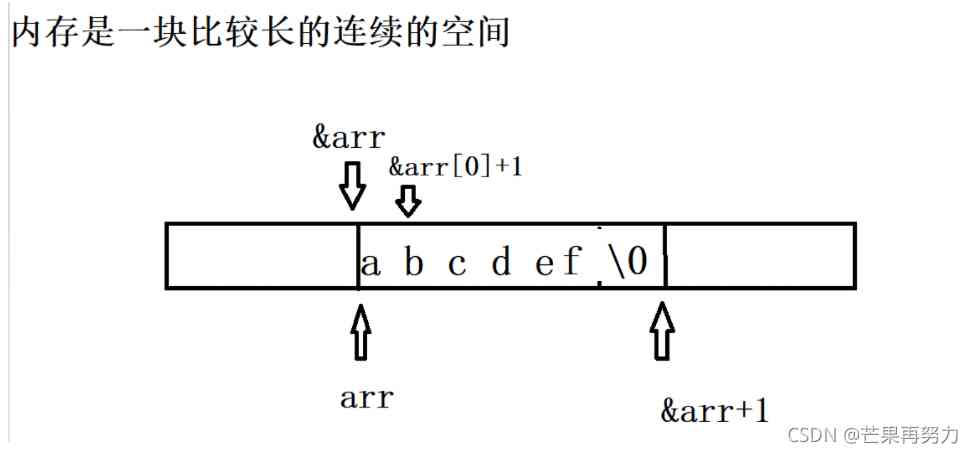 内存是一块比较长的连续的空间
&arr
&arr[0]+1
a b c d e f \0
arr
&arr+1
CSDN @芒果再努力